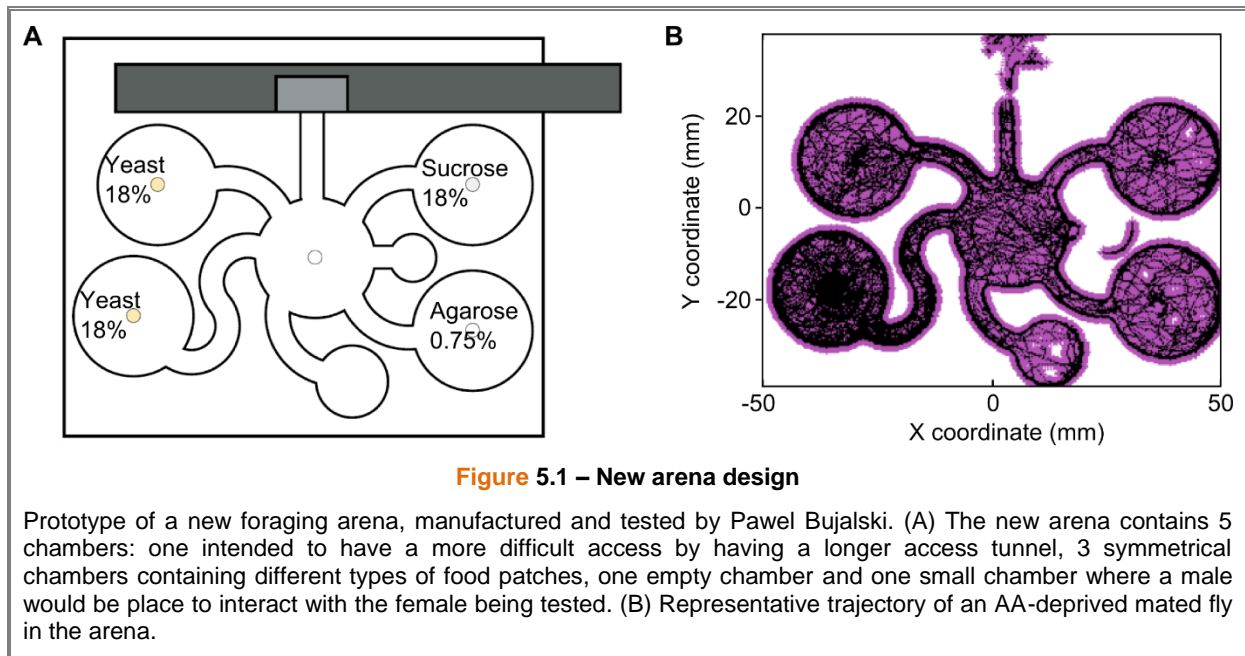 A
B
Yeast
18%
Sucrose
18%
Yeast
18%
Agarose
0.75%
Y coordinate (mm)
20
0
-20
-50
0
50
X coordinate (mm)
Figure 5.1 – New arena design
Prototype of a new foraging arena, manufactured and tested by Pawel Bujalski. (A) The new arena contains 5
chambers: one intended to have a more difficult access by having a longer access tunnel, 3 symmetrical
chambers containing different types of food patches, one empty chamber and one small chamber where a male
would be place to interact with the female being tested. (B) Representative trajectory of an AA-deprived mated fly
in the arena.